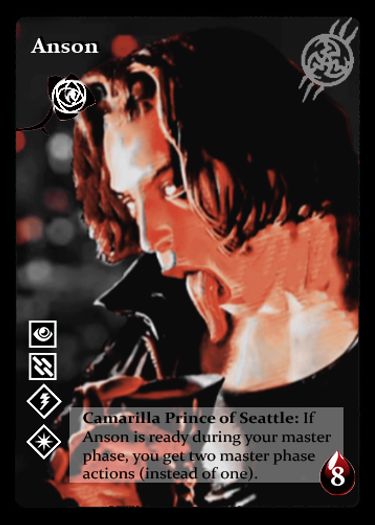 Anson
Camarilla Prince of Seattle: If
Anson is ready during your master
phase, you get two master phase
actions (instead of one).
8